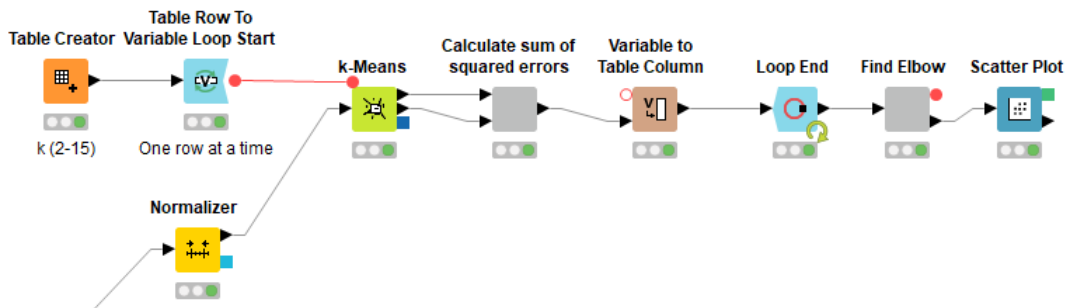 Table Creator
Table Row To
Variable Loop Start
k-Means
Calculate sum of
squared errors
Variable to
Table Column
Loop End
Find Elbow
Scatter Plot
V
V
k (2-15)
One row at a time
Normalizer